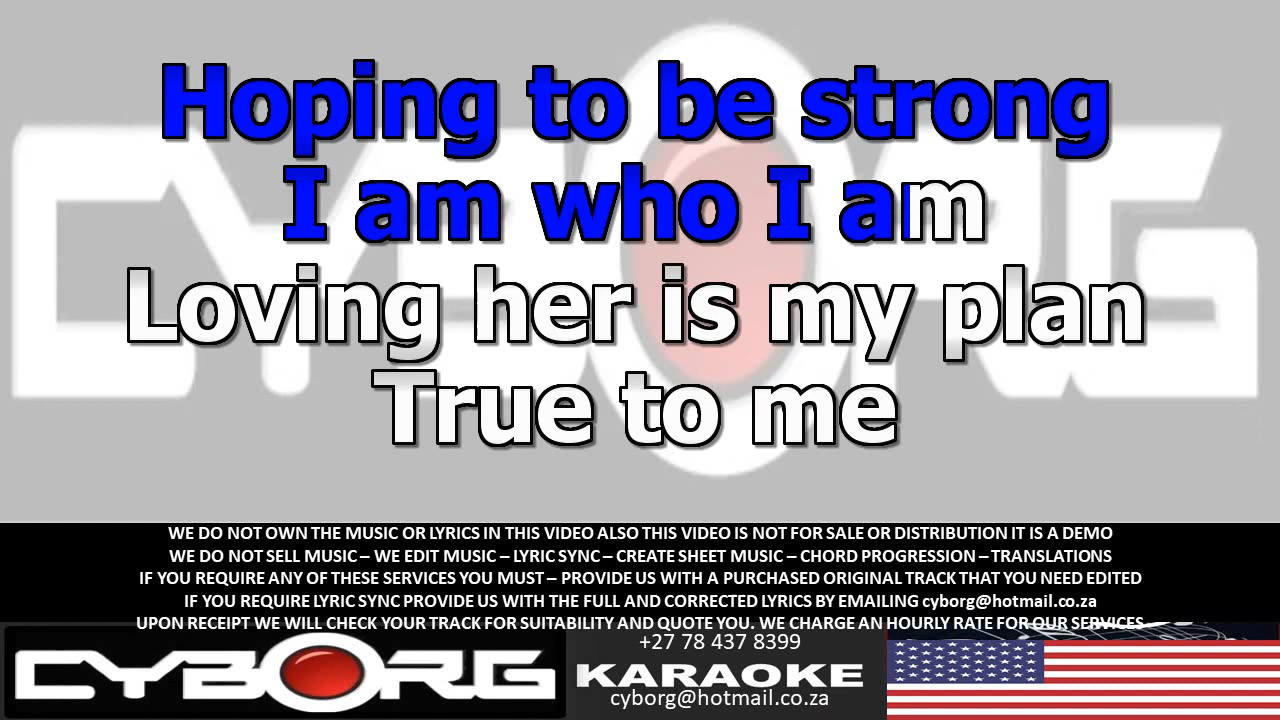 Hoping to be strong
I am who I am
Loving her is my plan
True to me
WE DO NOT OWN THE MUSIC OR LYRICS IN THIS VIDEO ALSO THIS VIDEO IS NOT FOR SALE OR DISTRIBUTION IT IS A DEMO
WE DO NOT SELL MUSIC – WE EDIT MUSIC – LYRIC SYNC – CREATE SHEET MUSIC – CHORD PROGRESSION – TRANSLATIONS
IF YOU REQUIRE ANY OF THESE SERVICES YOU MUST – PROVIDE US WITH A PURCHASED ORIGINAL TRACK THAT YOU NEED EDITED
IF YOU REQUIRE LYRIC SYNC PROVIDE US WITH THE FULL AND CORRECTED LYRICS BY EMAILING cyborg@hotmail.co.za
UPON RECEIPT WE WILL CHECK YOUR TRACK FOR SUITABILITY AND QUOTE YOU. WE CHARGE AN HOURLY RATE FOR OUR SERVICES
CYBORG
+27 78 437 8399
KARAOKE
cyborg@hotmail.co.za
CYBORG